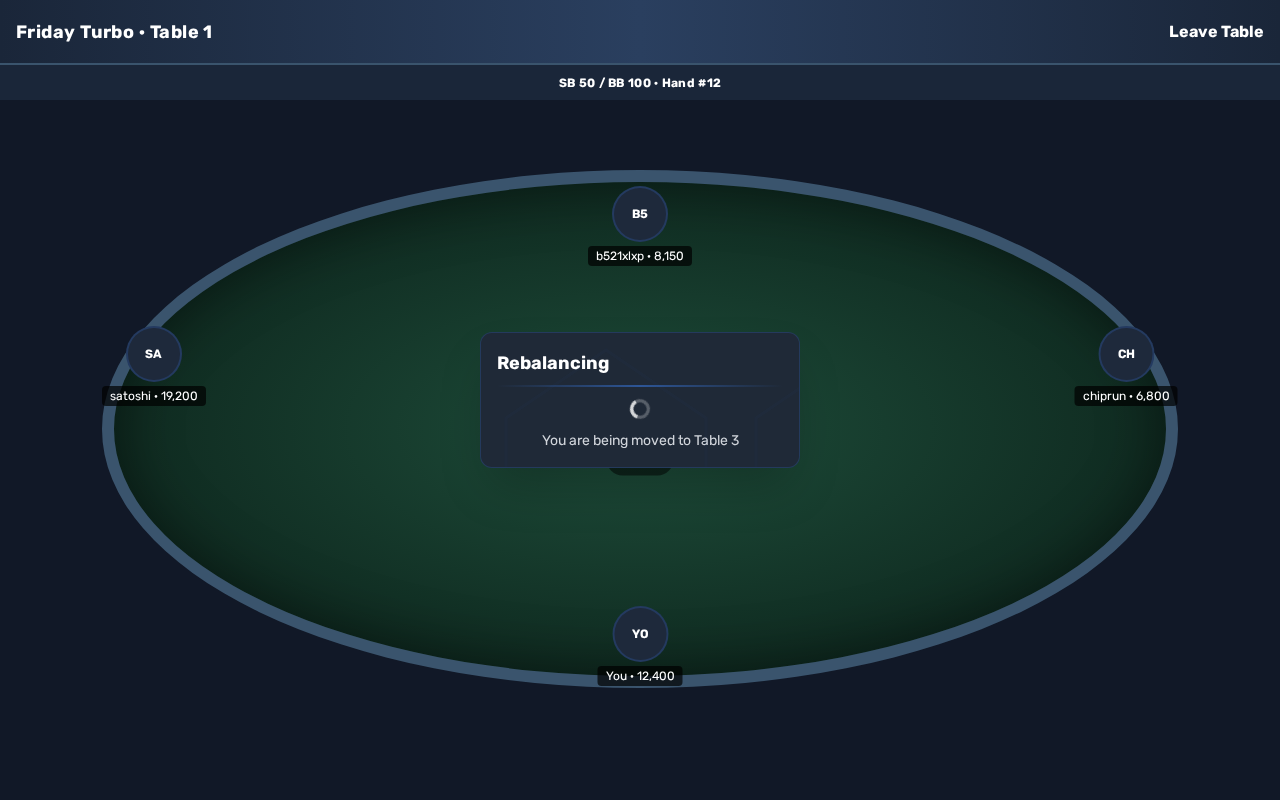 Friday Turbo • Table 1
Leave Table
SB 50 / BB 100 • Hand #12
B5
b521xlxp • 8,150
SA
satoshi • 19,200
CH
chiprun • 6,800
Rebalancing
You are being moved to Table 3
YO
You • 12,400